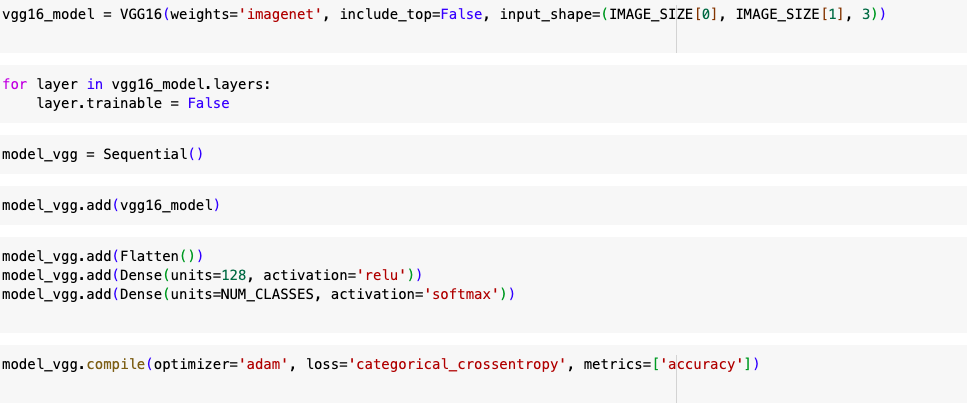 vgg16_model = VGG16(weights='imagenet', include_top=False, input_shape=(IMAGE_SIZE[0], IMAGE_SIZE[1], 3))
for layer in vgg16_model.layers:
    layer.trainable = False
model_vgg = Sequential()
model_vgg.add(vgg16_model)
model_vgg.add(Flatten())
model_vgg.add(Dense(units=128, activation='relu'))
model_vgg.add(Dense(units=NUM_CLASSES, activation='softmax'))
model_vgg.compile(optimizer='adam', loss='categorical_crossentropy', metrics=['accuracy'])